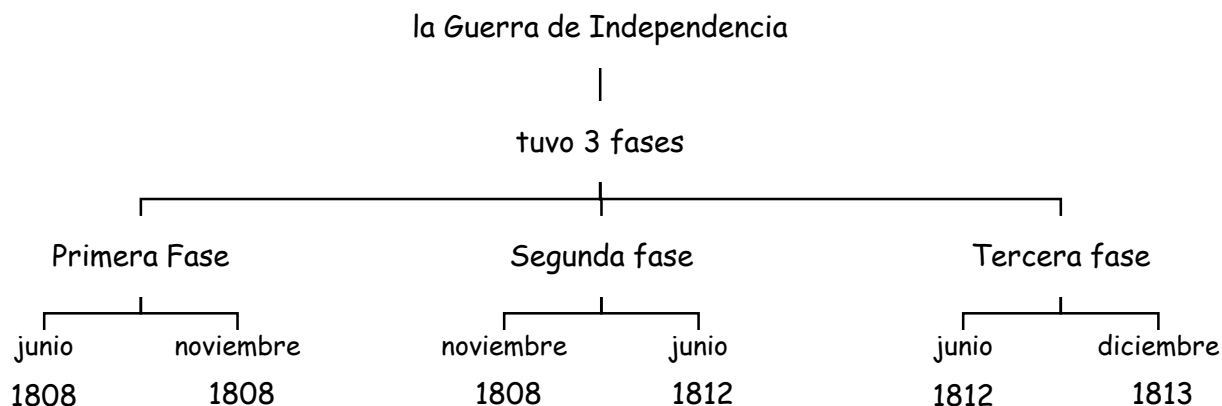 la Guerra de Independencia
tuvo 3 fases
Primera Fase Segunda fase Tercera fase
junio noviembre noviembre junio junio diciembre
1808 1808 1808 1812 1812 1813